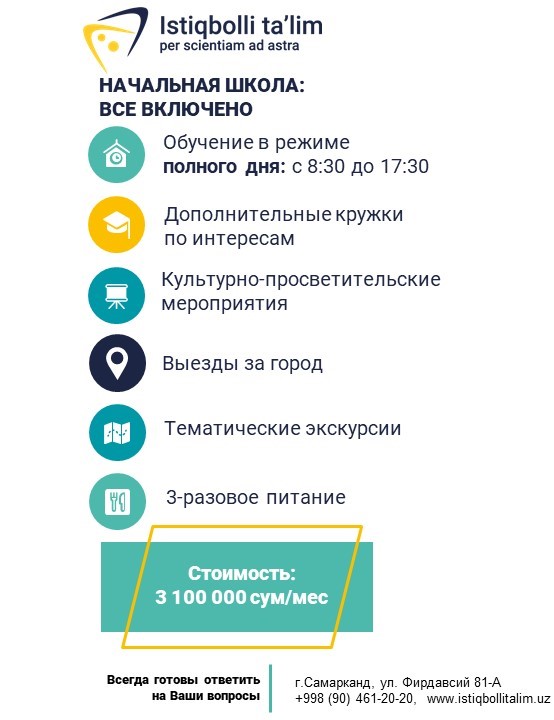 Istiqbolli ta’lim
per scientiam ad astra
НАЧАЛЬНАЯ ШКОЛА:
ВСЕ ВКЛЮЧЕНО
Обучение в режиме
полного дня: с 8:30 до 17:30
Дополнительные кружки
по интересам
Культурно-просветительские
мероприятия
Выезды за город
Тематические экскурсии
3-разовое питание
Стоимость:
3 100 000 сум/мес
Всегда готовы ответить
на Ваши вопросы
г.Самарканд, ул. Фирдавсий 81-А
+998 (90) 461-20-20, www.istiqbollitalim.uz